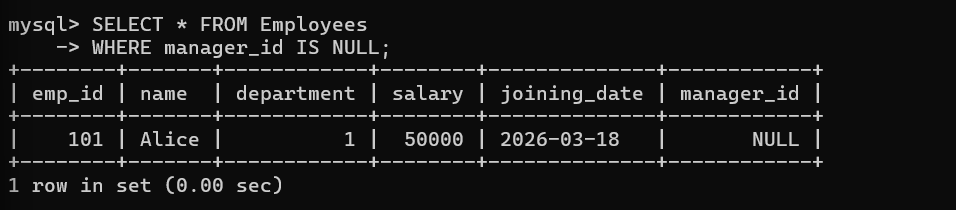 mysql> SELECT * FROM Employees
    -> WHERE manager_id IS NULL;
+--------+-------+------------+--------+--------------+------------+
| emp_id | name  | department | salary | joining_date | manager_id |
+--------+-------+------------+--------+--------------+------------+
|    101 | Alice |          1 |  50000 | 2026-03-18   |       NULL |
+--------+-------+------------+--------+--------------+------------+
1 row in set (0.00 sec)